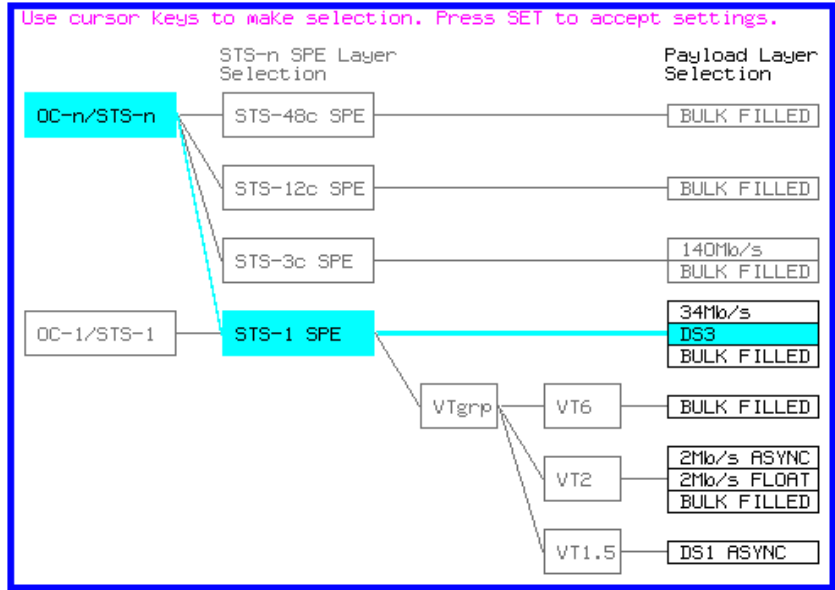 Use cursor keys to make selection. Press SET to accept settings.
STS-n SPE Layer
Selection
Payload Layer
Selection
OC-n/STS-n
STS-48c SPE
BULK FILLED
STS-12c SPE
BULK FILLED
STS-3c SPE
140Mb/s
BULK FILLED
OC-1/STS-1
STS-1 SPE
34Mb/s
DS3
BULK FILLED
VTgrp
VT6
BULK FILLED
VT2
2Mb/s ASYNC
2Mb/s FLOAT
BULK FILLED
VT1.5
DS1 ASYNC